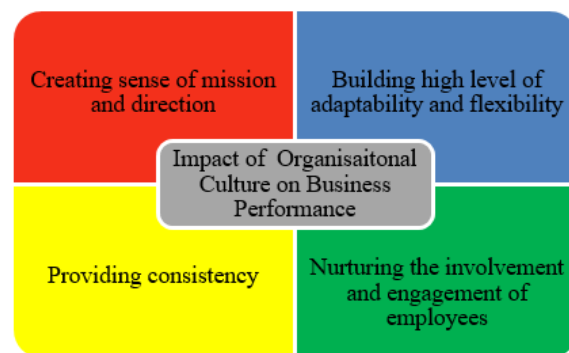 Creating sense of mission
and direction
Building high level of
adaptability and flexibility
Impact of Organisaitonal
Culture on Business
Performance
Providing consistency
Nurturing the involvement
and engagement of
employees